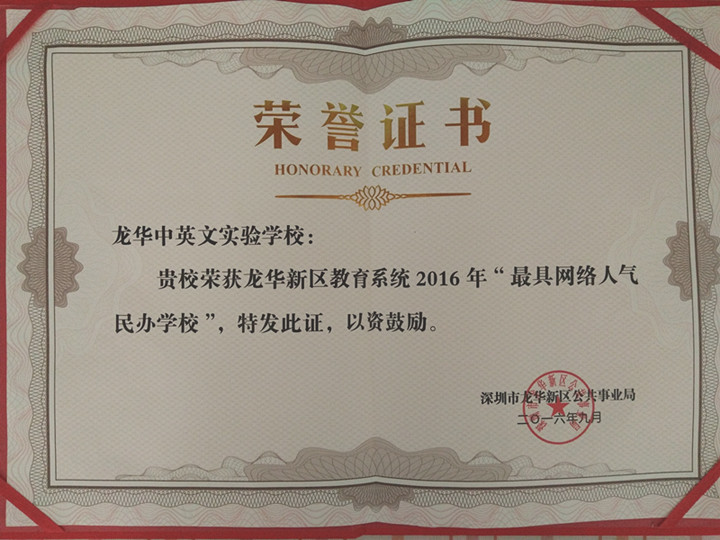 荣誉证书
HONORARY CREDENTIAL
龙华中英文实验学校：
贵校荣获龙华新区教育系统2016年“最具网络人气
民办学校”，特发此证，以资鼓励。
深圳市龙华新区公共事业局
二〇一六年九月